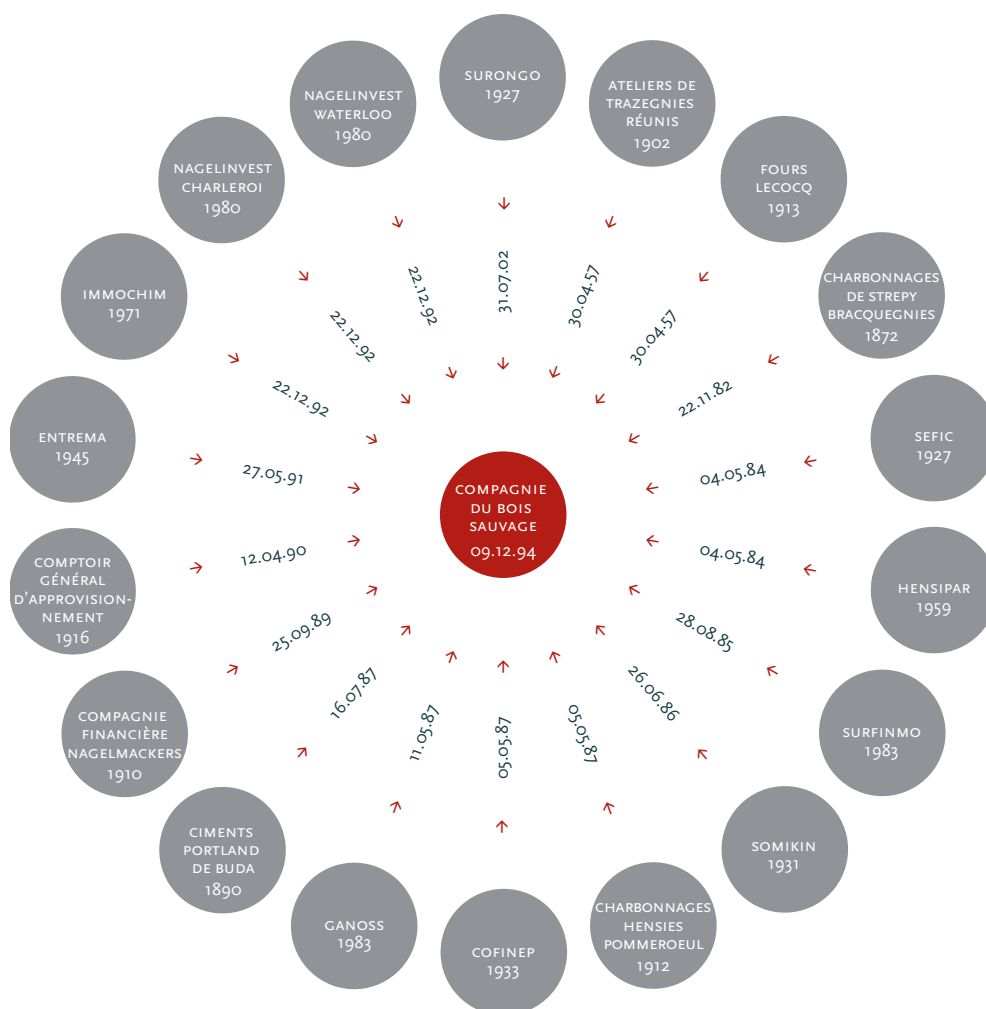 SURONGO
1927
31.07.02
ATELIERS DE
TRAZEGNIES
RÉUNIS
1902
30.04.57
FOURS
LECOCQ
1913
30.04.57
CHARBONNAGES
DE STREPY
BRACQUEGNIES
1872
22.11.82
SEFIC
1927
04.05.84
HENSIPAR
1959
04.05.84
SURFINMO
1983
28.08.85
SOMIKIN
1931
26.06.86
CHARBONNAGES
HENSIES
POMMEROEUL
1912
05.05.87
COFINEP
1933
05.05.87
GANOSS
1983
11.05.87
CIMENTS
PORTLAND
DE BUDA
1890
16.07.87
COMPAGNIE
FINANCIÈRE
NAGELMACKERS
1910
25.09.89
COMPTOIR
GÉNÉRAL
D'APPROVISION-
NEMENT
1916
12.04.90
ENTREMA
1945
27.05.91
IMMOCHIM
1971
22.12.92
NAGELINVEST
CHARLEROI
1980
22.12.92
NAGELINVEST
WATERLOO
1980
22.12.92
COMPAGNIE
DU BOIS
SAUVAGE
09.12.94